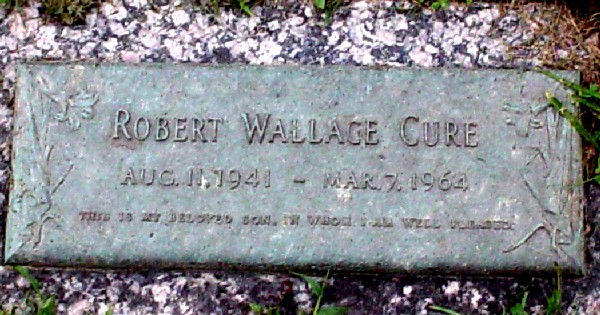 ROBERT WALLACE CURE
AUG. 11, 1941 - MAR. 7, 1964
THIS IS MY BELOVED SON, IN WHOM I AM WELL PLEASED.